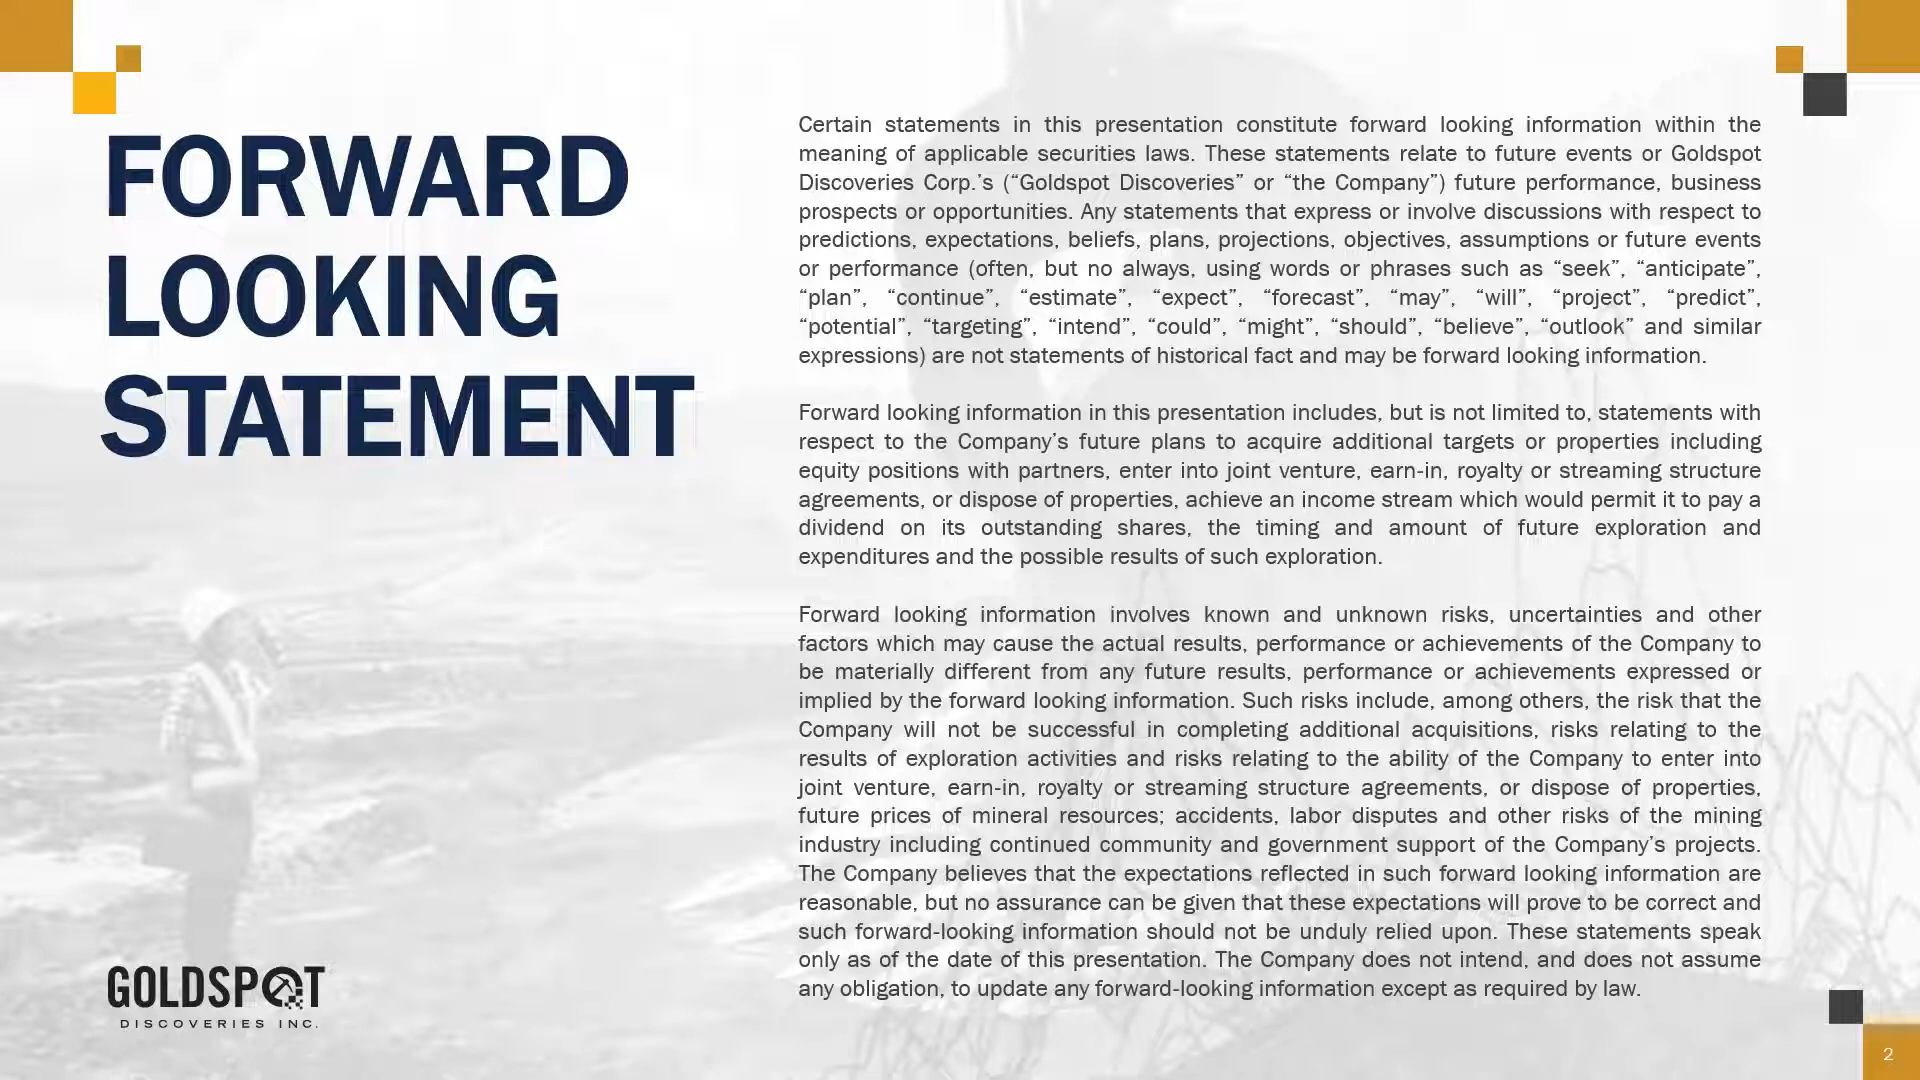 FORWARD
LOOKING
STATEMENT
Certain statements in this presentation constitute forward looking information within the
meaning of applicable securities laws. These statements relate to future events or Goldspot
Discoveries Corp.’s (“Goldspot Discoveries” or “the Company”) future performance, business
prospects or opportunities. Any statements that express or involve discussions with respect to
predictions, expectations, beliefs, plans, projections, objectives, assumptions or future events
or performance (often, but no always, using words or phrases such as “seek”, “anticipate”,
“plan”, “continue”, “estimate”, “expect”, “forecast”, “may”, “will”, “project”, “predict”,
“potential”, “targeting”, “intend”, “could”, “might”, “should”, “believe”, “outlook” and similar
expressions) are not statements of historical fact and may be forward looking information.
Forward looking information in this presentation includes, but is not limited to, statements with
respect to the Company’s future plans to acquire additional targets or properties including
equity positions with partners, enter into joint venture, earn-in, royalty or streaming structure
agreements, or dispose of properties, achieve an income stream which would permit it to pay a
dividend on its outstanding shares, the timing and amount of future exploration and
expenditures and the possible results of such exploration.
Forward looking information involves known and unknown risks, uncertainties and other
factors which may cause the actual results, performance or achievements of the Company to
be materially different from any future results, performance or achievements expressed or
implied by the forward looking information. Such risks include, among others, the risk that the
Company will not be successful in completing additional acquisitions, risks relating to the
results of exploration activities and risks relating to the ability of the Company to enter into
joint venture, earn-in, royalty or streaming structure agreements, or dispose of properties,
future prices of mineral resources; accidents, labor disputes and other risks of the mining
industry including continued community and government support of the Company’s projects.
The Company believes that the expectations reflected in such forward looking information are
reasonable, but no assurance can be given that these expectations will prove to be correct and
such forward-looking information should not be unduly relied upon. These statements speak
only as of the date of this presentation. The Company does not intend, and does not assume
any obligation, to update any forward-looking information except as required by law.
GOLDSPOT
DISCOVERIES INC.
2